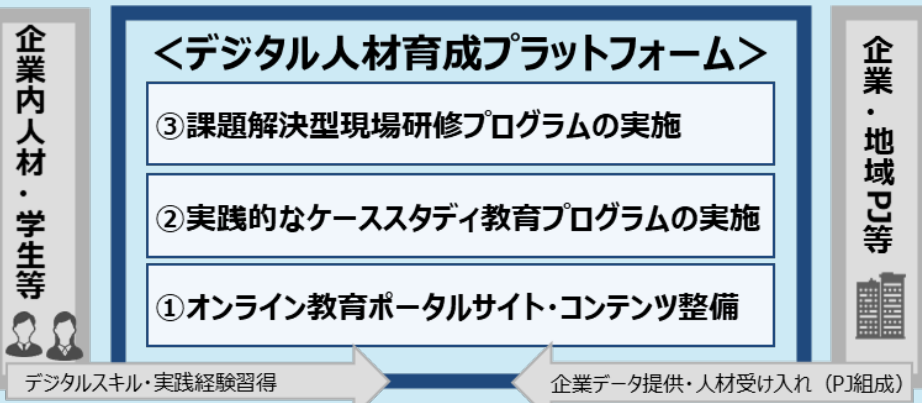 企業内人材・学生等
<デジタル人材育成プラットフォーム>
③課題解決型現場研修プログラムの実施
②実践的なケーススタディ教育プログラムの実施
①オンライン教育ポータルサイト・コンテンツ整備
企業・地域PJ等
デジタルスキル・実践経験習得
企業データ提供・人材受け入れ（PJ組成）